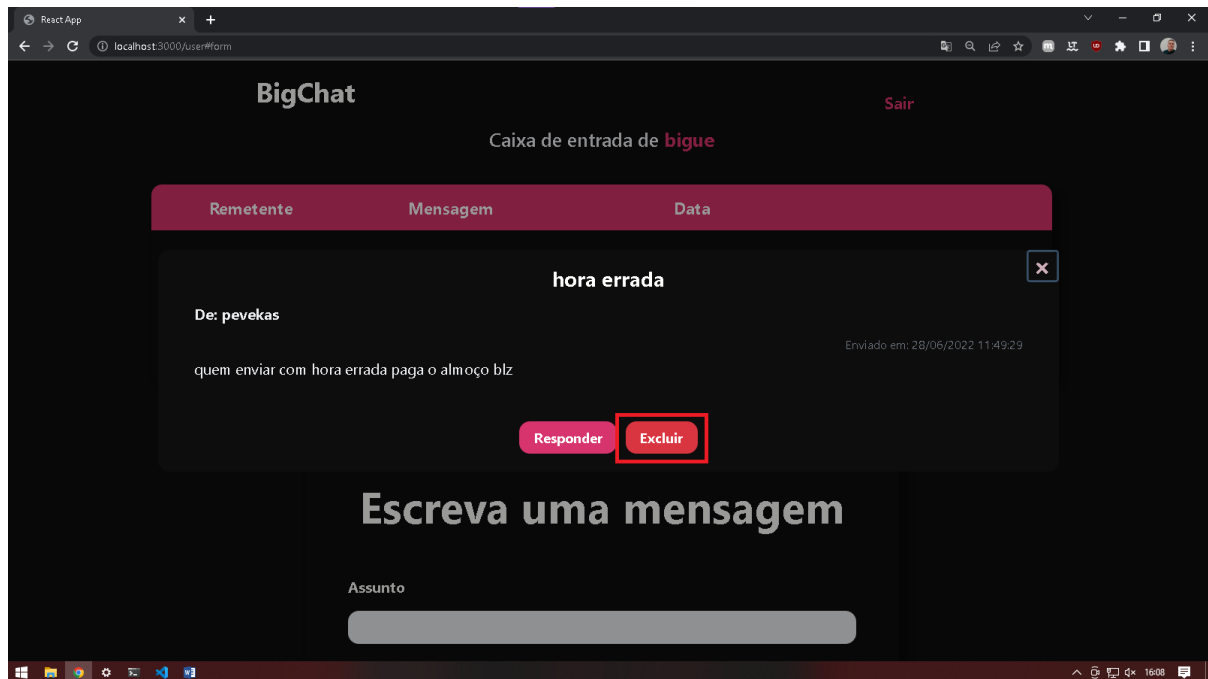 React App
localhost:3000/user#form
BigChat
Sair
Caixa de entrada de bigue
Remetente Mensagem Data
hora errada
De: pevekas
Enviado em: 28/06/2022 11:49:29
quem enviar com hora errada paga o almoço blz
Responder Excluir
Escreva uma mensagem
Assunto
16:08